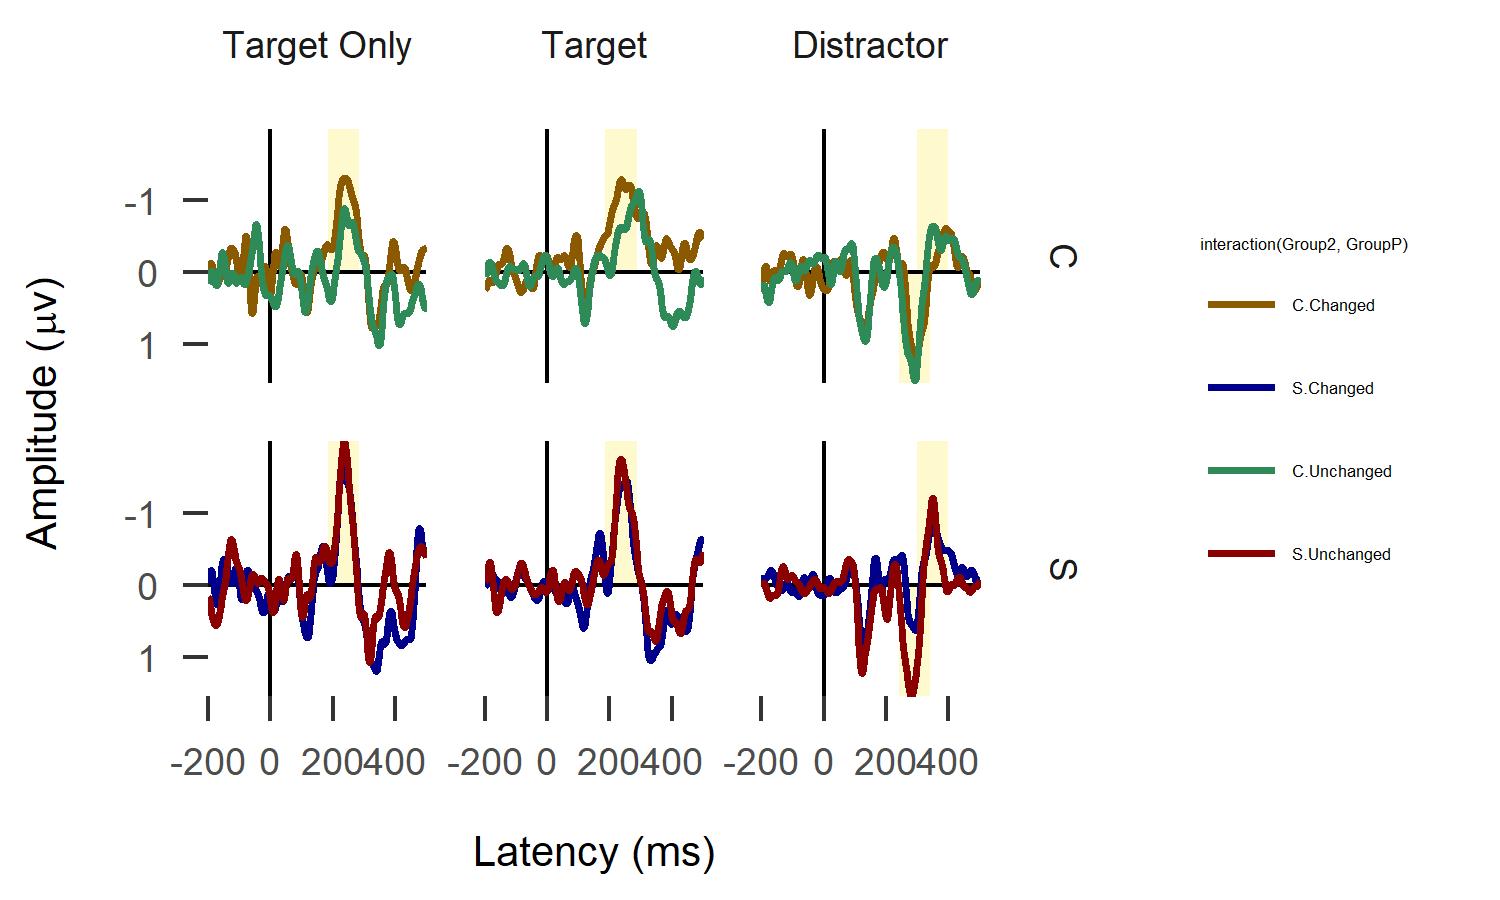 Target Only Target Distractor
-1
0
1
C
-1
0
1
S
Amplitude (μv)
-200 0 200400 -200 0 200400 -200 0 200400
Latency (ms)
interaction(Group2, GroupP)
C.Changed
S.Changed
C.Unchanged
S.Unchanged